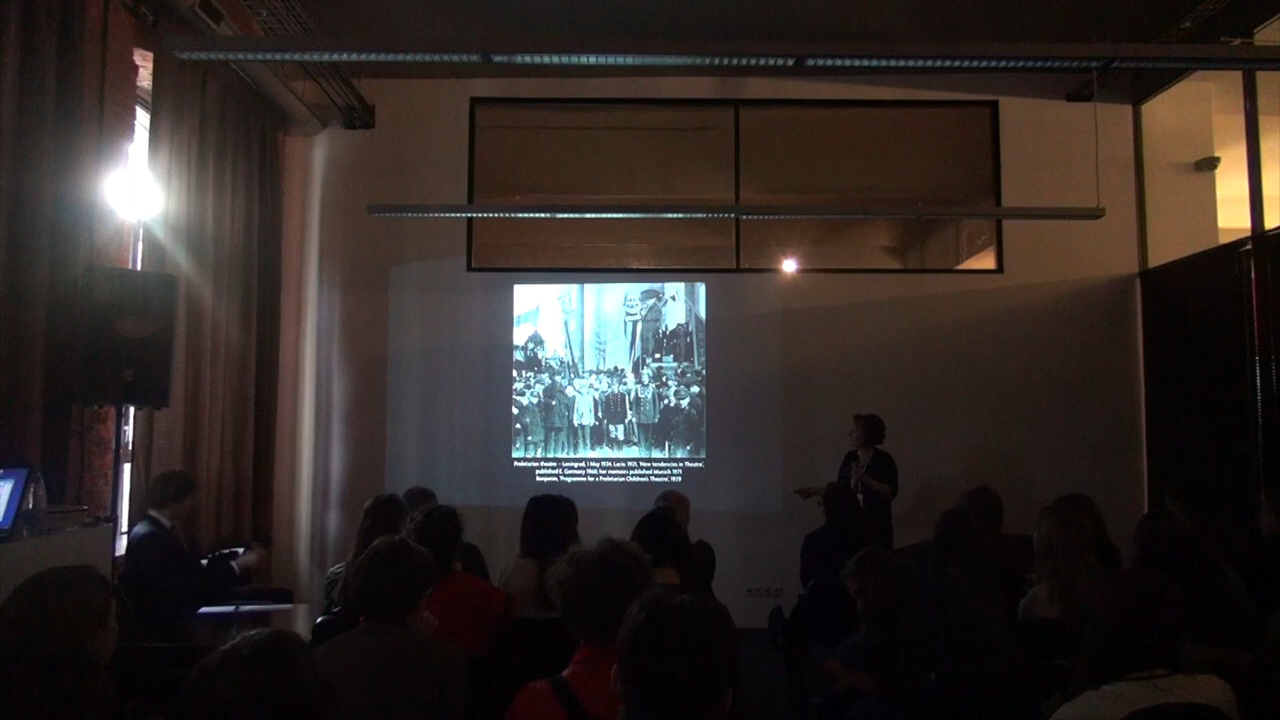 Proletarian theatre – Leningrad, 1 May 1924. Lacis 1921, 'New tendencies in Theatre',
published E. Germany 1968; her memoirs published Munich 1971
Benjamin, 'Programme for a Proletarian Children's Theatre', 1929